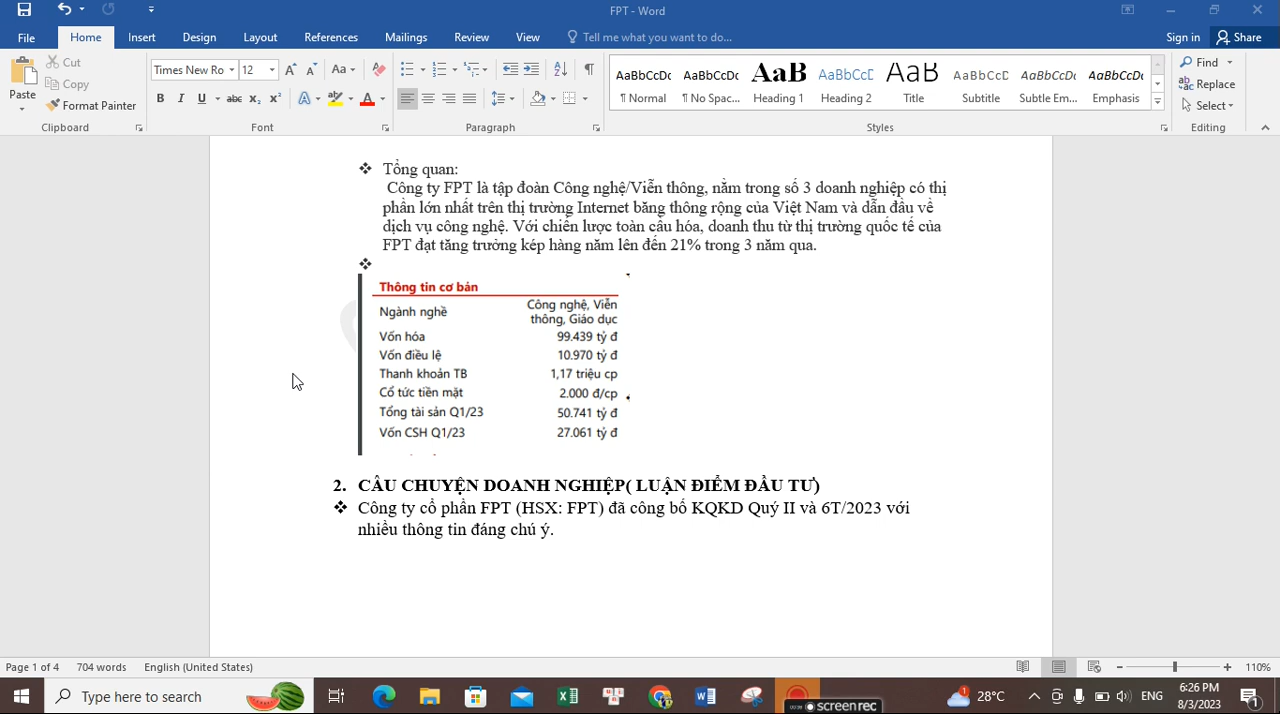 FPT - Word
File Home Insert Design Layout References Mailings Review View Tell me what you want to do... Sign in Share
Cut
Copy
Format Painter
Paste
Times New Ro 12 Aa
B I U abc X₂ X² A A
AaBbCcDc AaBbCcDc AaBbC AaBbCcD AaB AaBbCcD AaBbCcDc AaBbCcDc
¶ Normal ¶ No Spac... Heading 1 Heading 2 Title Subtitle Subtle Em... Emphasis
Find
Replace
Select
Clipboard Font Paragraph Styles Editing
❖ Tổng quan:
Công ty FPT là tập đoàn Công nghệ/Viễn thông, nằm trong số 3 doanh nghiệp có thị
phần lớn nhất trên thị trường Internet băng thông rộng của Việt Nam và dẫn đầu về
dịch vụ công nghệ. Với chiến lược toàn cầu hóa, doanh thu từ thị trường quốc tế của
FPT đạt tăng trưởng kép hàng năm lên đến 21% trong 3 năm qua.
❖
Thông tin cơ bản
Ngành nghề Công nghệ, Viễn
thông, Giáo dục
Vốn hóa 99.439 tỷ đ
Vốn điều lệ 10.970 tỷ đ
Thanh khoản TB 1,17 triệu cp
Cổ tức tiền mặt 2.000 đ/cp
Tổng tài sản Q1/23 50.741 tỷ đ
Vốn CSH Q1/23 27.061 tỷ đ
2. CÂU CHUYỆN DOANH NGHIỆP( LUẬN ĐIỂM ĐẦU TƯ)
❖ Công ty cổ phần FPT (HSX: FPT) đã công bố KQKD Quý II và 6T/2023 với
nhiều thông tin đáng chú ý.
Page 1 of 4 704 words English (United States) 110%
Type here to search 28°C ENG 6:26 PM
8/3/2023
screen rec